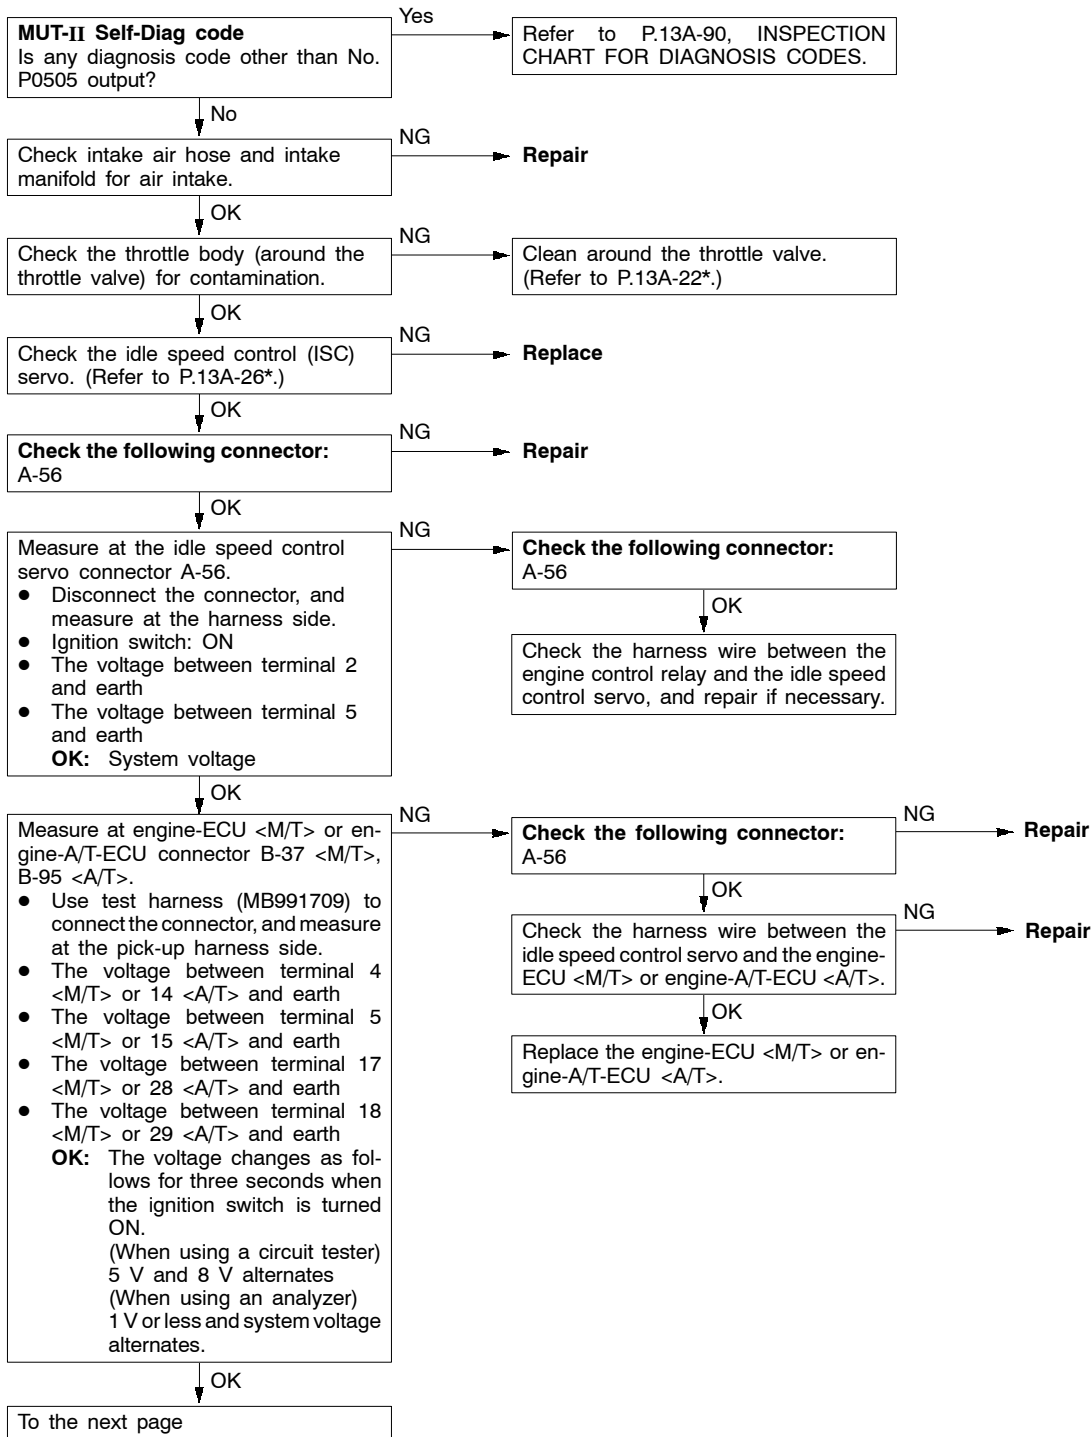 MUT-II Self-Diag code
Is any diagnosis code other than No.
P0505 output?
Yes
Refer to P.13A-90, INSPECTION
CHART FOR DIAGNOSIS CODES.
No
Check intake air hose and intake
manifold for air intake.
NG
Repair
OK
Check the throttle body (around the
throttle valve) for contamination.
NG
Clean around the throttle valve.
(Refer to P.13A-22*.)
OK
Check the idle speed control (ISC)
servo. (Refer to P.13A-26*.)
NG
Replace
OK
Check the following connector:
A-56
NG
Repair
OK
Measure at the idle speed control
servo connector A-56.
● Disconnect the connector, and
measure at the harness side.
● Ignition switch: ON
● The voltage between terminal 2
and earth
● The voltage between terminal 5
and earth
OK: System voltage
NG
Check the following connector:
A-56
OK
Check the harness wire between the
engine control relay and the idle speed
control servo, and repair if necessary.
OK
Measure at engine-ECU <M/T> or en-
gine-A/T-ECU connector B-37 <M/T>,
B-95 <A/T>.
● Use test harness (MB991709) to
connect the connector, and measure
at the pick-up harness side.
● The voltage between terminal 4
<M/T> or 14 <A/T> and earth
● The voltage between terminal 5
<M/T> or 15 <A/T> and earth
● The voltage between terminal 17
<M/T> or 28 <A/T> and earth
● The voltage between terminal 18
<M/T> or 29 <A/T> and earth
OK: The voltage changes as fol-
lows for three seconds when
the ignition switch is turned
ON.
(When using a circuit tester)
5 V and 8 V alternates
(When using an analyzer)
1 V or less and system voltage
alternates.
NG
Check the following connector:
A-56
NG
Repair
OK
Check the harness wire between the
idle speed control servo and the engine-
ECU <M/T> or engine-A/T-ECU <A/T>.
NG
Repair
OK
Replace the engine-ECU <M/T> or en-
gine-A/T-ECU <A/T>.
OK
To the next page